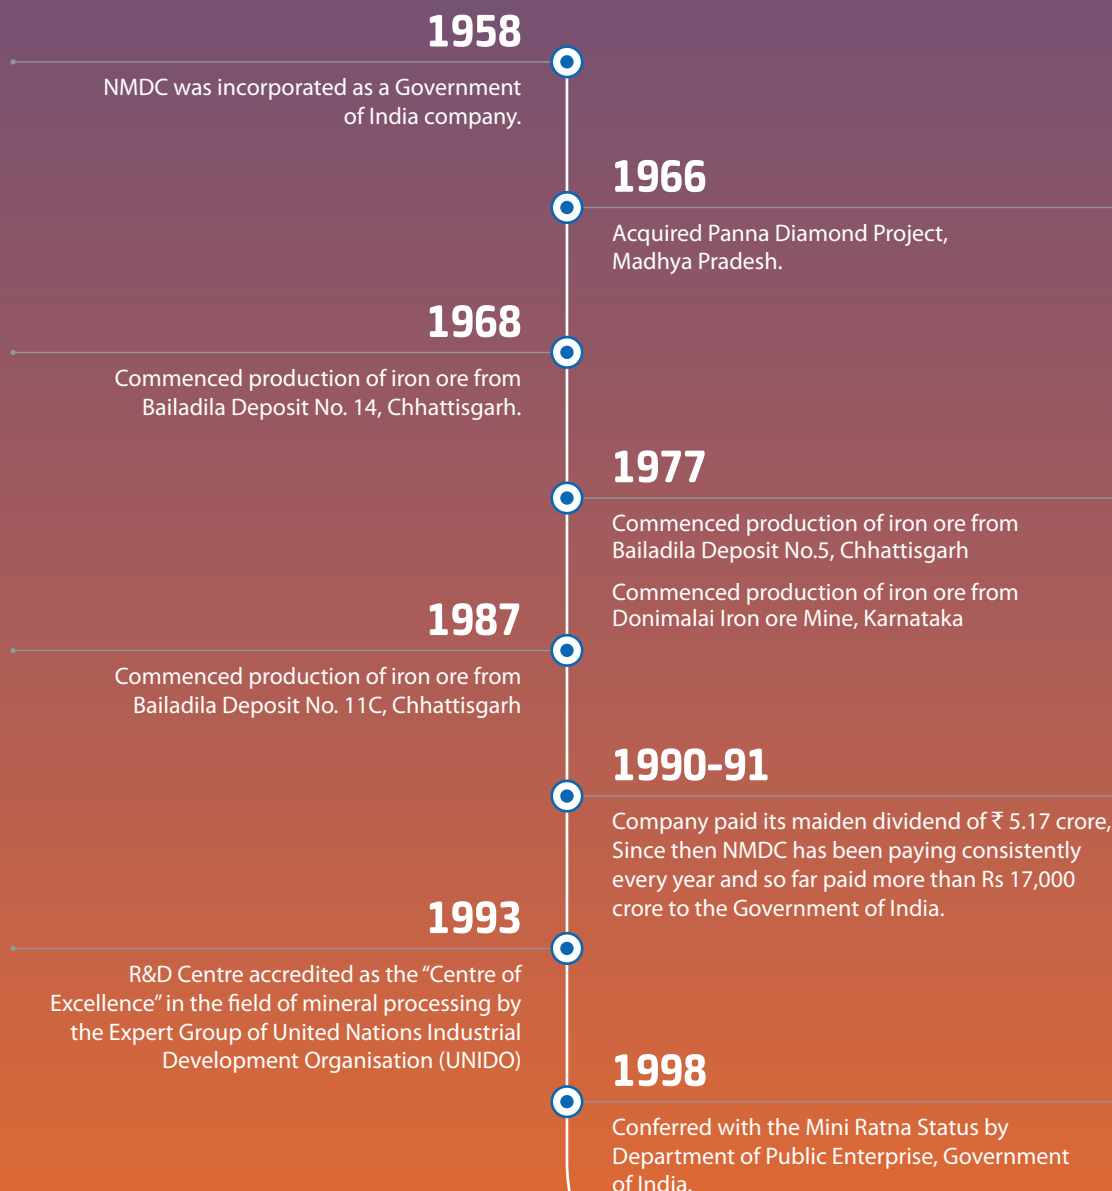 1958
NMDC was incorporated as a Government
of India company.
1966
Acquired Panna Diamond Project,
Madhya Pradesh.
1968
Commenced production of iron ore from
Bailadila Deposit No. 14, Chhattisgarh.
1977
Commenced production of iron ore from
Bailadila Deposit No.5, Chhattisgarh
Commenced production of iron ore from
Donimalai Iron ore Mine, Karnataka
1987
Commenced production of iron ore from
Bailadila Deposit No. 11C, Chhattisgarh
1990-91
Company paid its maiden dividend of ₹ 5.17 crore,
Since then NMDC has been paying consistently
every year and so far paid more than Rs 17,000
crore to the Government of India.
1993
R&D Centre accredited as the “Centre of
Excellence” in the field of mineral processing by
the Expert Group of United Nations Industrial
Development Organisation (UNIDO)
1998
Conferred with the Mini Ratna Status by
Department of Public Enterprise, Government
of India.